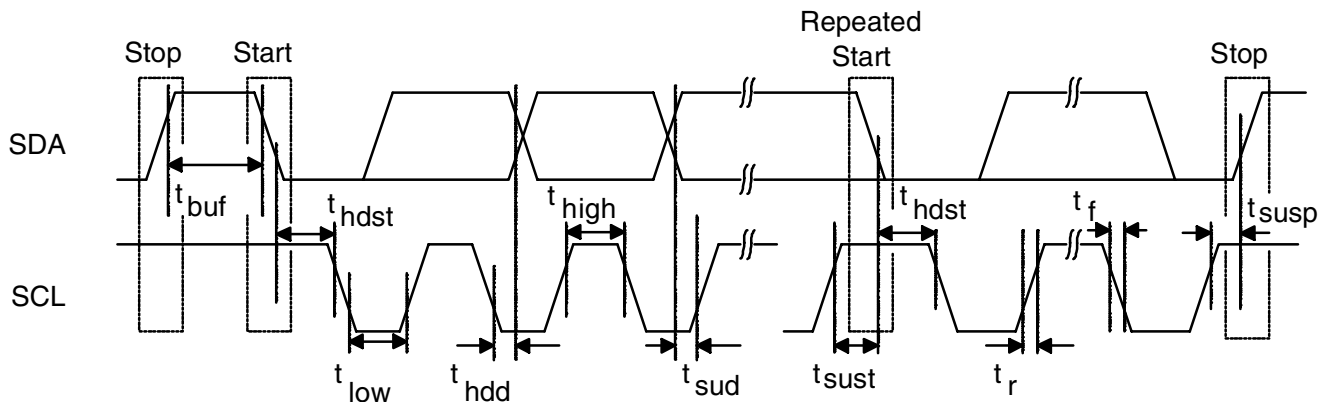 Repeated
Stop Start Start Stop
SDA
t buf t hdst t high t hdst t f t susp
SCL
t low t hdd t sud t sust t r